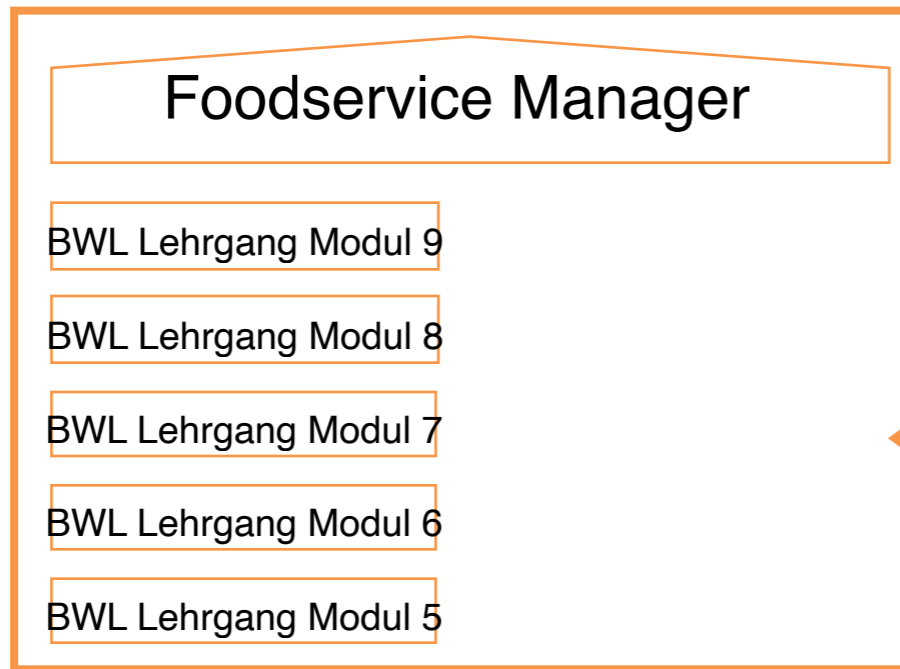 Foodservice Manager
BWL Lehrgang Modul 9
BWL Lehrgang Modul 8
BWL Lehrgang Modul 7
BWL Lehrgang Modul 6
BWL Lehrgang Modul 5